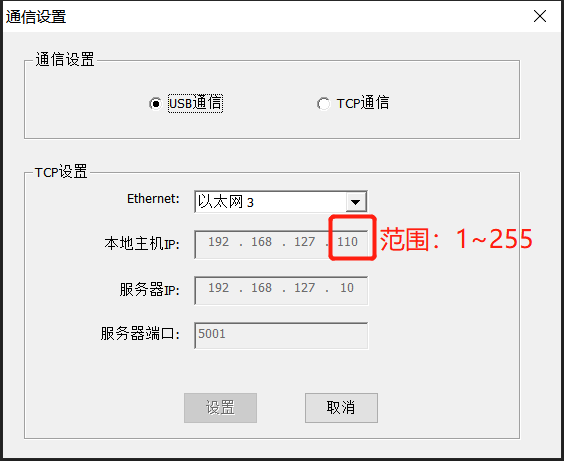 通信设置
通信设置
USB通信 TCP通信
TCP设置
Ethernet: 以太网 3
本地主机IP: 192 . 168 . 127 . 110 范围：1~255
服务器IP: 192 . 168 . 127 . 10
服务器端口: 5001
设置 取消